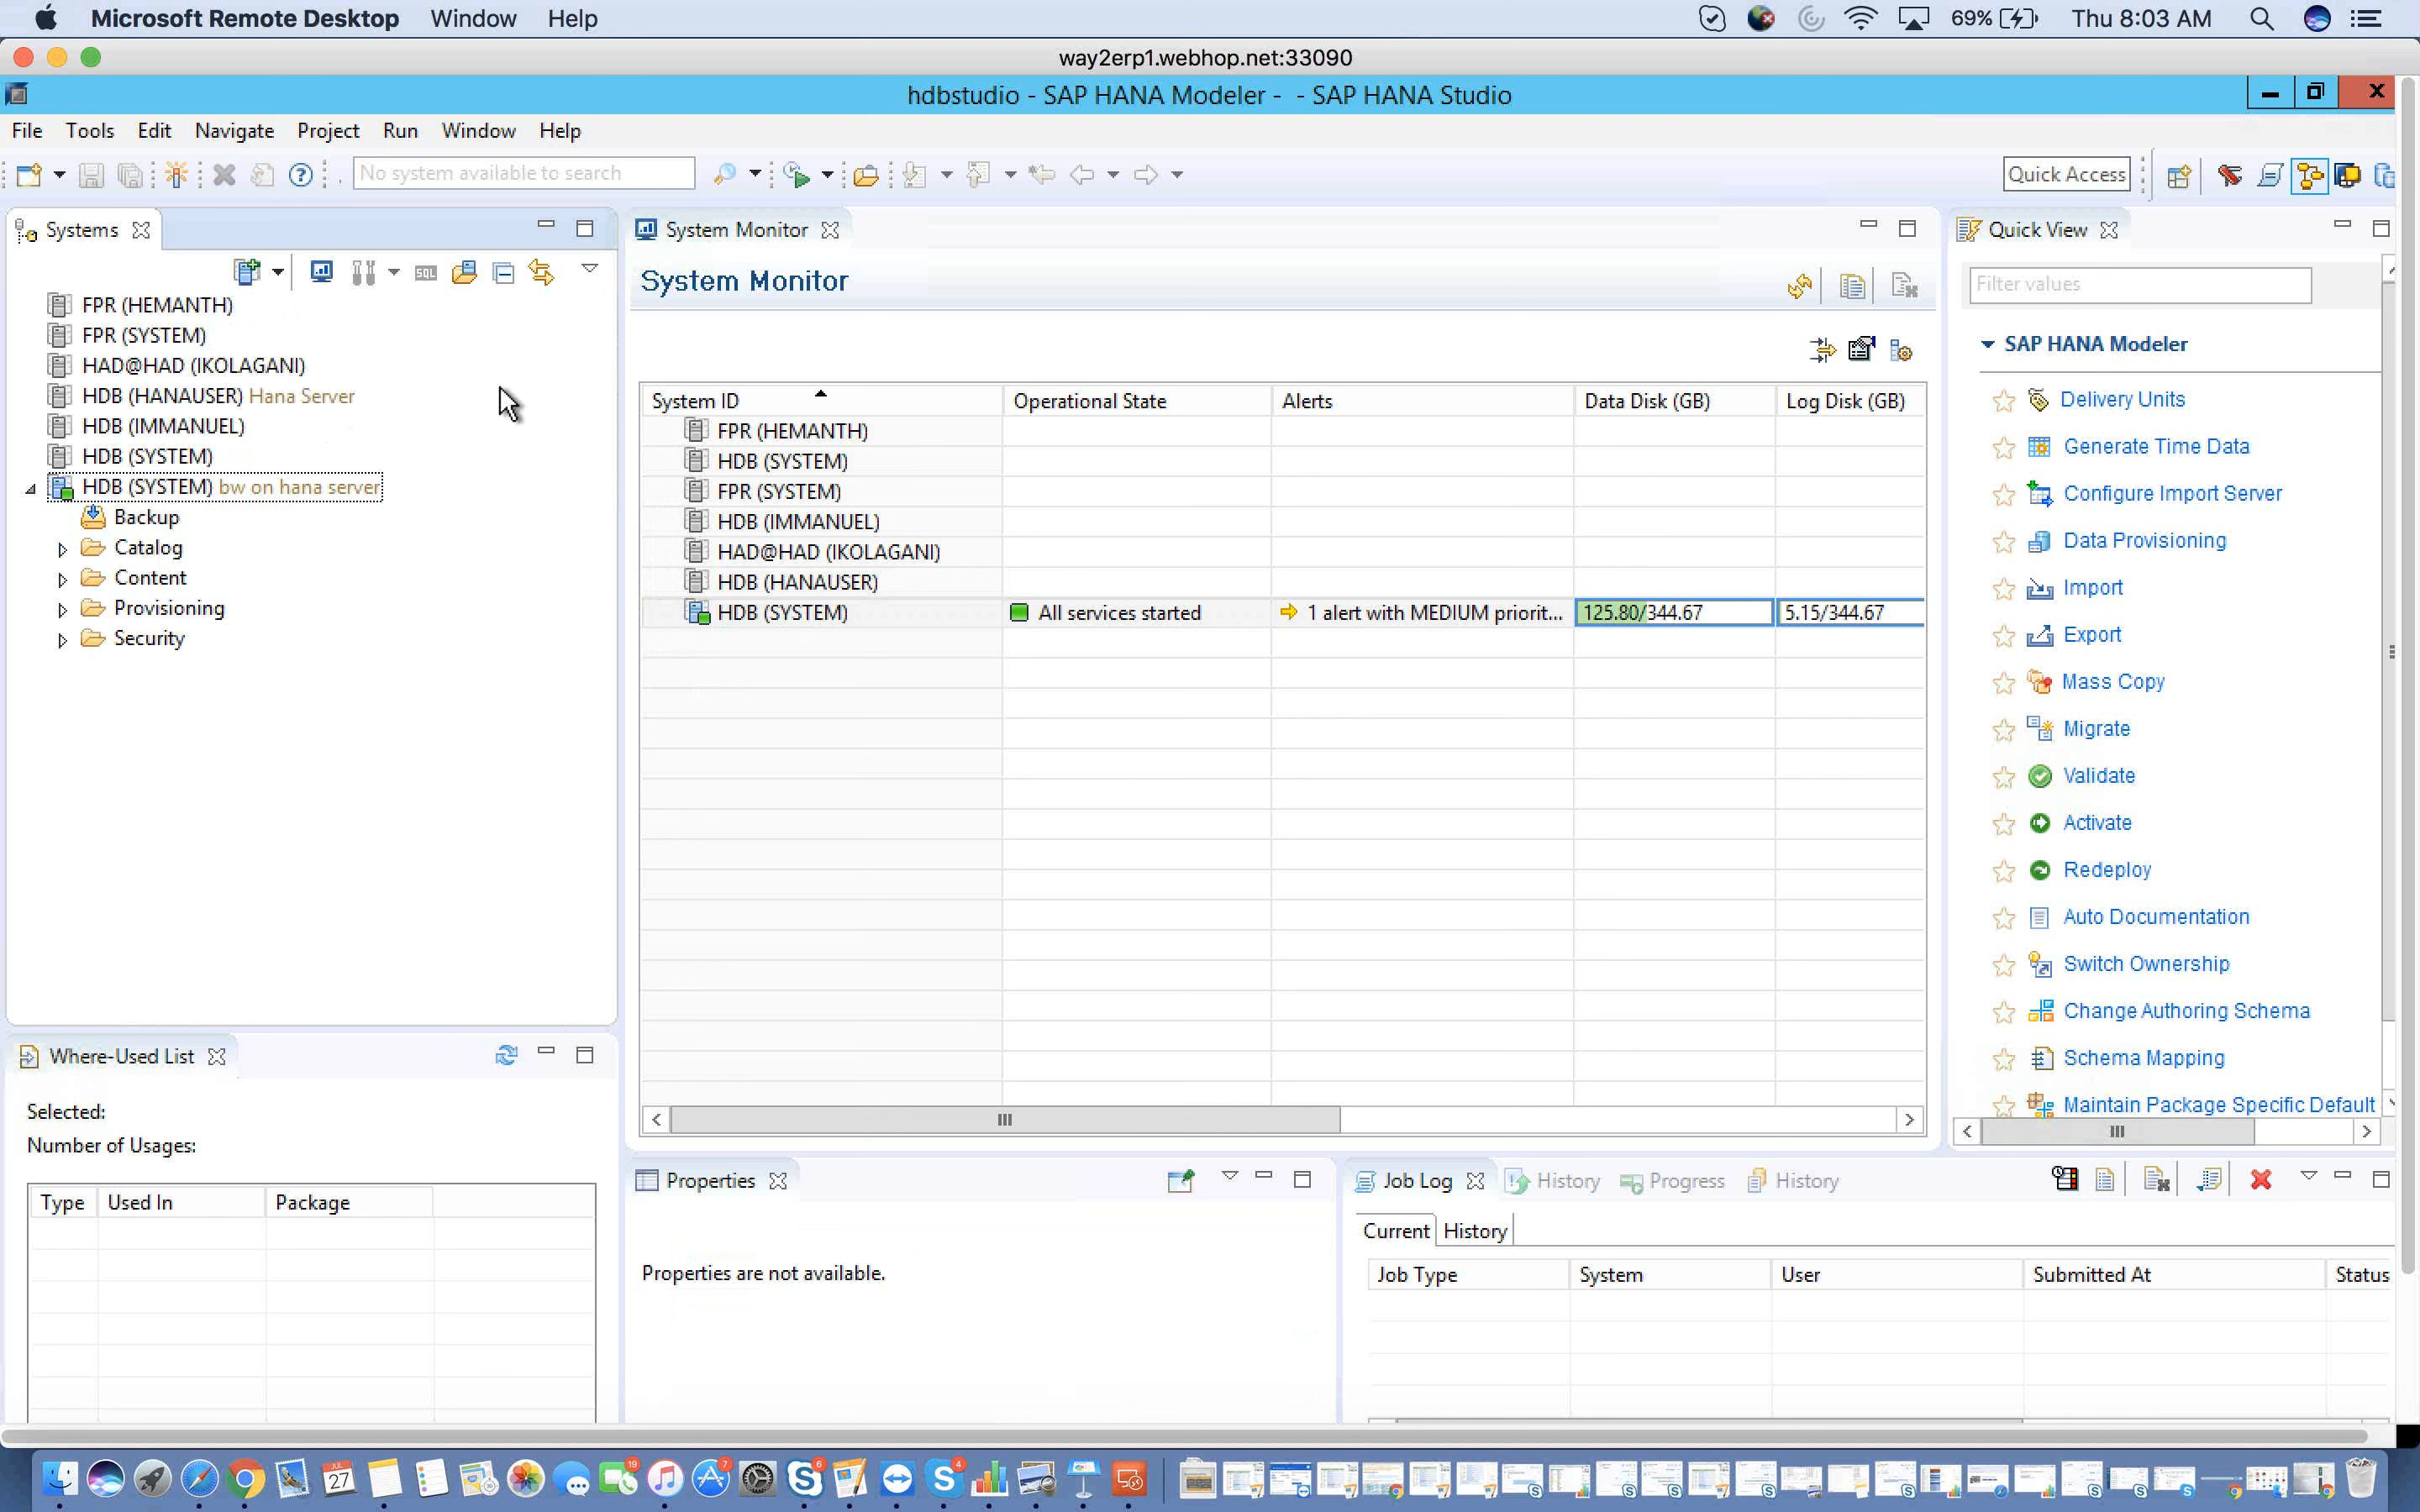 Microsoft Remote Desktop Window Help 69% Thu 8:03 AM
way2erp1.webhop.net:33090
hdbstudio - SAP HANA Modeler - - SAP HANA Studio
File Tools Edit Navigate Project Run Window Help
No system available to search
Quick Access
Systems
SQL
FPR (HEMANTH)
FPR (SYSTEM)
HAD@HAD (IKOLAGANI)
HDB (HANAUSER) Hana Server
HDB (IMMANUEL)
HDB (SYSTEM)
HDB (SYSTEM) bw on hana server
Backup
Catalog
Content
Provisioning
Security
System Monitor
System Monitor
System ID Operational State Alerts Data Disk (GB) Log Disk (GB)
FPR (HEMANTH)
HDB (SYSTEM)
FPR (SYSTEM)
HDB (IMMANUEL)
HAD@HAD (IKOLAGANI)
HDB (HANAUSER)
HDB (SYSTEM) All services started 1 alert with MEDIUM priorit... 125.80/344.67 5.15/344.67
Quick View
Filter values
SAP HANA Modeler
Delivery Units
Generate Time Data
Configure Import Server
Data Provisioning
Import
Export
Mass Copy
Migrate
Validate
Activate
Redeploy
Auto Documentation
Switch Ownership
Change Authoring Schema
Schema Mapping
Maintain Package Specific Default
Where-Used List
Selected:
Number of Usages:
Type Used In Package
Properties
Properties are not available.
Job Log History Progress History
Current History
Job Type System User Submitted At Status
JUL
27
19
7
6
4